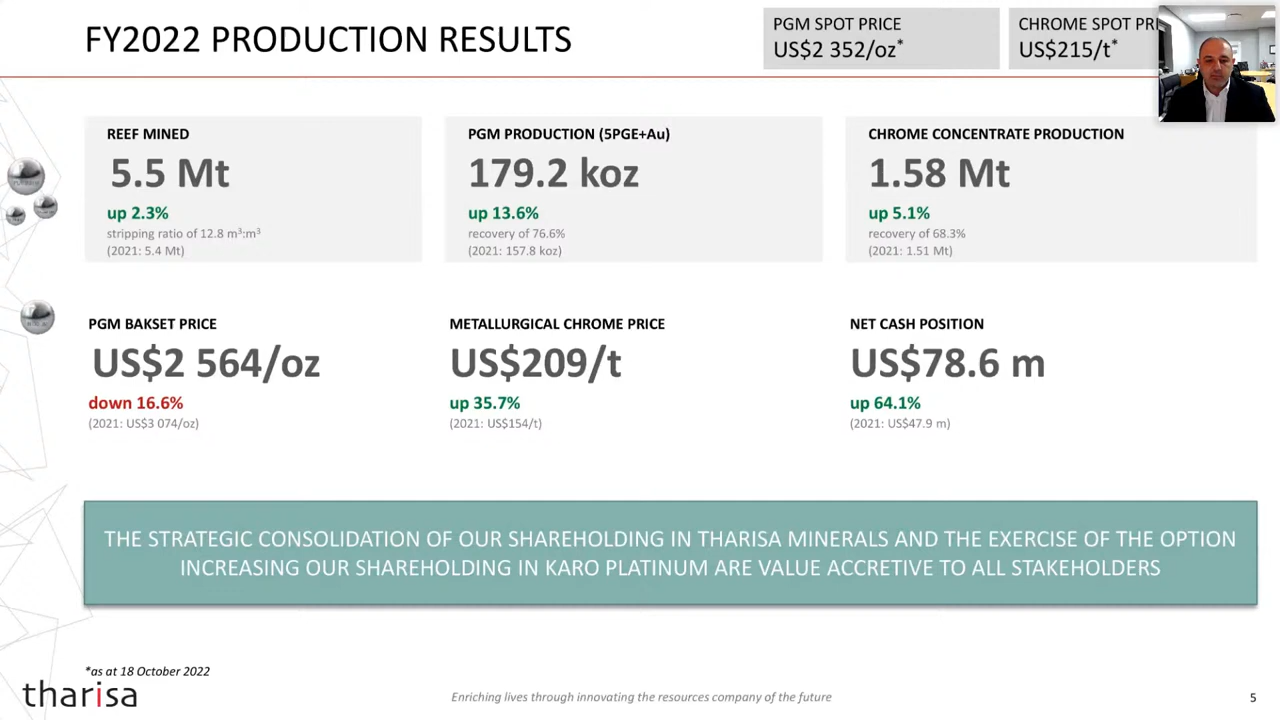 FY2022 PRODUCTION RESULTS
PGM SPOT PRICE
US$2 352/oz*
CHROME SPOT
US$215/t*
REEF MINED
5.5 Mt
up 2.3%
stripping ratio of 12.8 m³:m³
(2021: 5.4 Mt)
PGM PRODUCTION (5PGE+Au)
179.2 koz
up 13.6%
recovery of 76.6%
(2021: 157.8 koz)
CHROME CONCENTRATE PRODUCTION
1.58 Mt
up 5.1%
recovery of 68.3%
(2021: 1.51 Mt)
PGM BAKSET PRICE
US$2 564/oz
down 16.6%
(2021: US$3 074/oz)
METALLURGICAL CHROME PRICE
US$209/t
up 35.7%
(2021: US$154/t)
NET CASH POSITION
US$78.6 m
up 64.1%
(2021: US$47.9 m)
THE STRATEGIC CONSOLIDATION OF OUR SHAREHOLDING IN THARISA MINERALS AND THE EXERCISE OF THE OPTION
INCREASING OUR SHAREHOLDING IN KARO PLATINUM ARE VALUE ACCRETIVE TO ALL STAKEHOLDERS
*as at 18 October 2022
tharisa
Enriching lives through innovating the resources company of the future
5